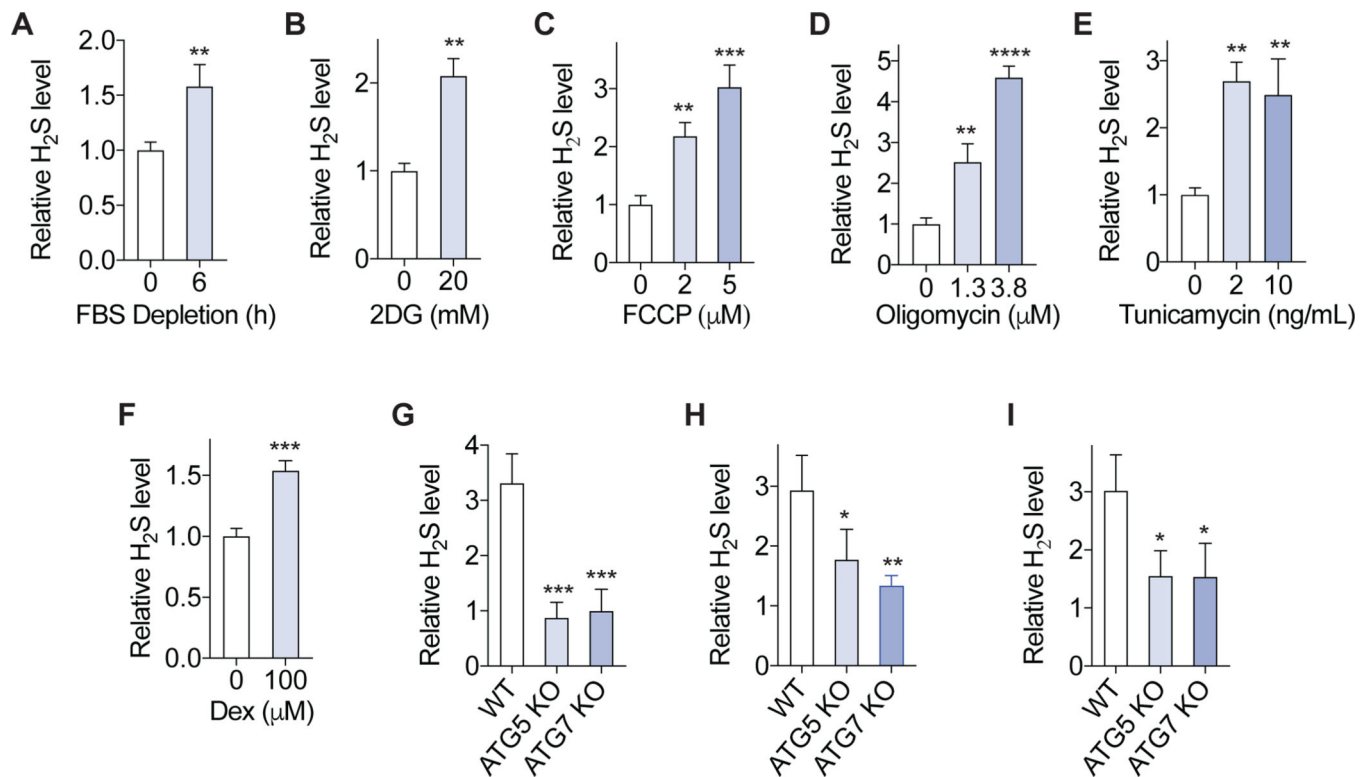 A
Relative H₂S level
2.0
1.5
1.0
0.5
0.0
**
0 6
FBS Depletion (h)
B
Relative H₂S level
2
1
0
**
0 20
2DG (mM)
C
Relative H₂S level
3
2
1
0
**
***
0 2 5
FCCP (μM)
D
Relative H₂S level
5
4
3
2
1
0
**
****
0 1.3 3.8
Oligomycin (μM)
E
Relative H₂S level
3
2
1
0
**
**
0 2 10
Tunicamycin (ng/mL)
F
Relative H₂S level
1.5
1.0
0.5
0.0
***
0 100
Dex (μM)
G
Relative H₂S level
4
3
2
1
0
***
***
WT
ATG5 KO
ATG7 KO
H
Relative H₂S level
3
2
1
0
*
**
WT
ATG5 KO
ATG7 KO
I
Relative H₂S level
3
2
1
0
*
*
WT
ATG5 KO
ATG7 KO